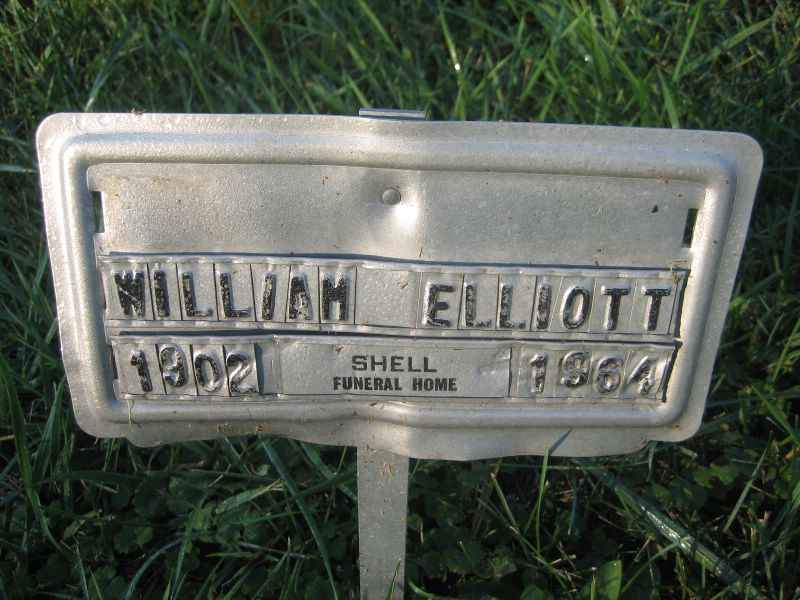 WILLIAM ELLIOTT
1902 SHELL 1964
FUNERAL HOME